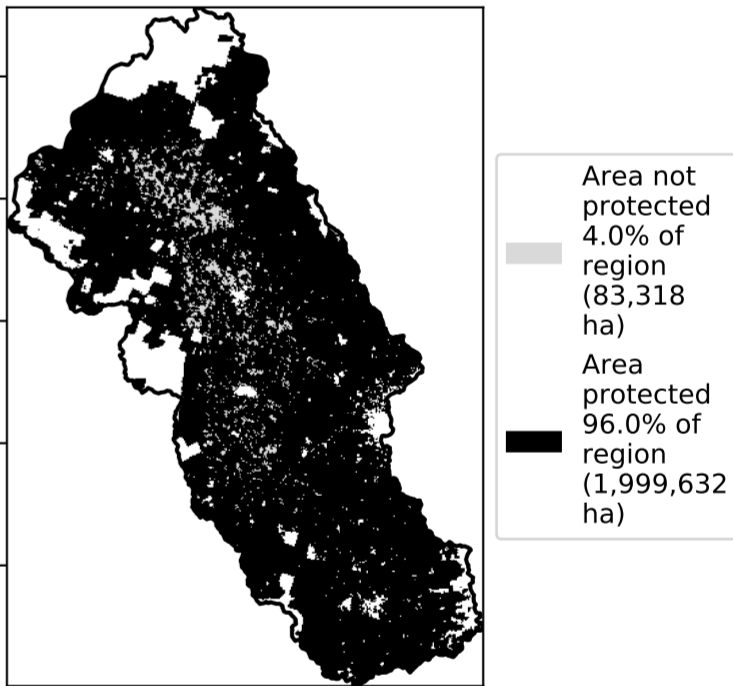 Area not
protected
4.0% of
region
(83,318
ha)
Area
protected
96.0% of
region
(1,999,632
ha)